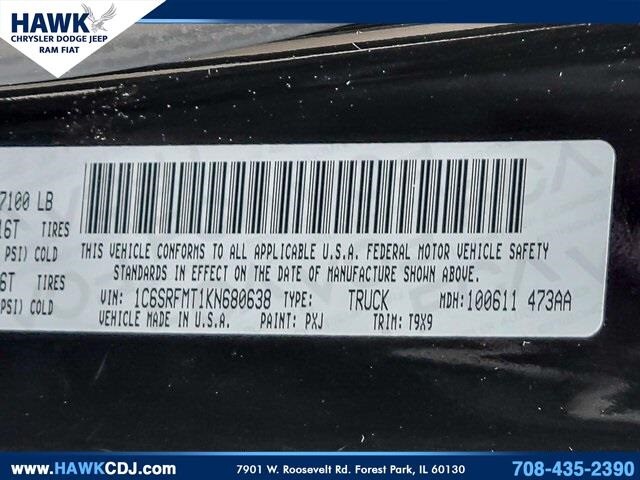 HAWK
CHRYSLER DODGE JEEP
RAM FIAT
708-435-2390
7100 LB
16T TIRES
PSI) COLD
6T TIRES
PSI) COLD
THIS VEHICLE CONFORMS TO ALL APPLICABLE U.S.A. FEDERAL MOTOR VEHICLE SAFETY
STANDARDS IN EFFECT ON THE DATE OF MANUFACTURE SHOWN ABOVE.
VIN: 1C6SRFMT1KN680638 TYPE: TRUCK MDH: 100611 473AA
VEHICLE MADE IN U.S.A. PAINT: PXJ TRIM: T9X9
www.HAWKCDJ.com
7901 W. Roosevelt Rd. Forest Park, IL 60130
708-435-2390